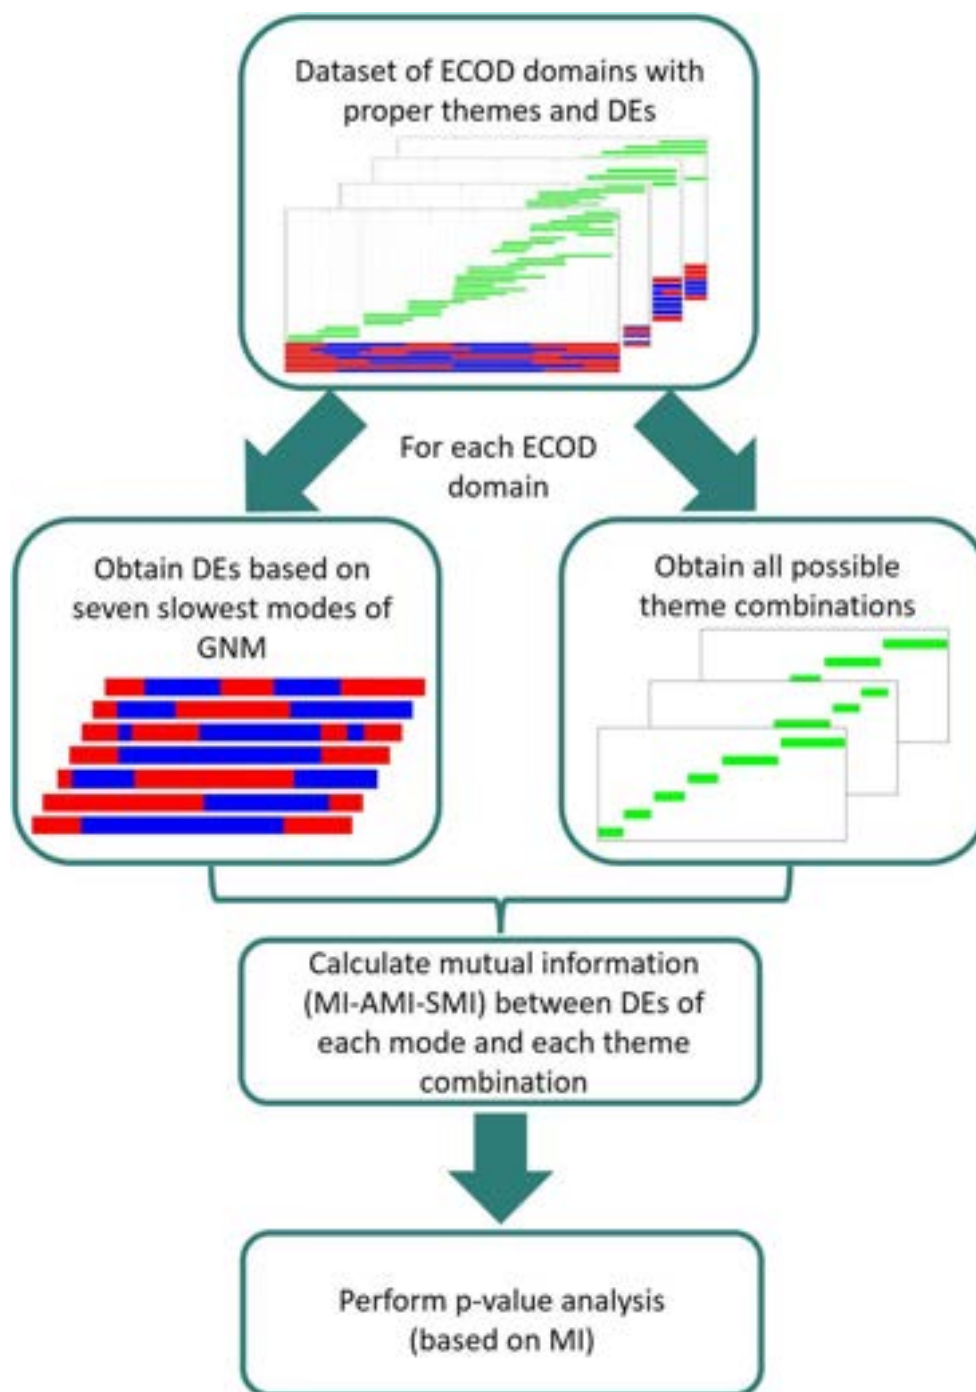 Dataset of ECOD domains with
proper themes and DEs
For each ECOD
domain
Obtain DEs based on
seven slowest modes of
GNM
Obtain all possible
theme combinations
Calculate mutual information
(MI-AMI-SMI) between DEs of
each mode and each theme
combination
Perform p-value analysis
(based on MI)